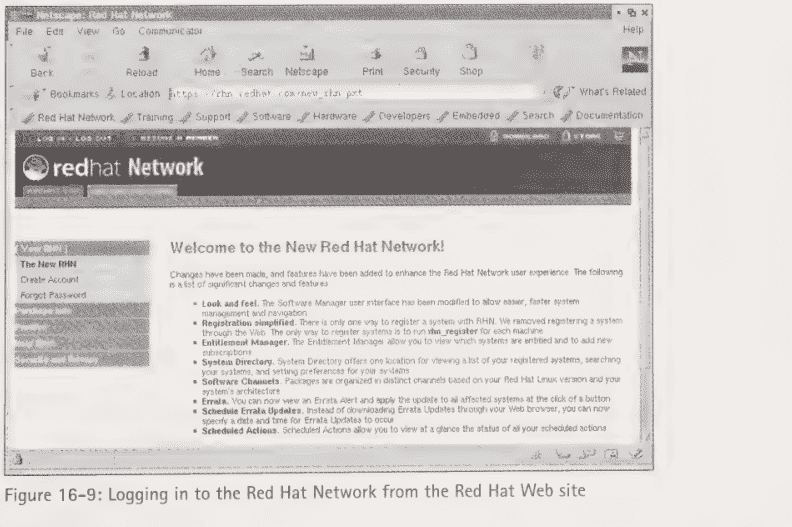 Netscape: Red Hat Network
File Edit View Go Communicator Help
Back Reload Home Search Netscape Print Security Shop
Bookmarks Location What's Related
Red Hat Network Training Support Software Hardware Developers Embedded Search Documentation
LOG IN LOG OUT BECOME A MEMBER DOWNLOAD STORE
redhat Network
The New RHN
Create Account
Forgot Password
Welcome to the New Red Hat Network!
Changes have been made, and features have been added to enhance the Red Hat Network user experience. The following
is a list of significant changes and features
Look and feel. The Software Manager user interface has been modified to allow easier, faster system
management and navigation
Registration simplified. There is only one way to register a system with RHN. We removed registering a system
through the Web. The only way to register systems is to run rhn_register for each machine
Entitlement Manager. The Entitlement Manager allow you to view which systems are entitled and to add new
subscriptions
System Directory. System Directory offers one location for viewing a list of your registered systems, searching
your systems, and setting preferences for your systems
Software Channels. Packages are organized in distinct channels based on your Red Hat Linux version and your
system's architecture
Errata. You can now view an Errata Alert and apply the update to all affected systems at the click of a button
Schedule Errata Updates. Instead of downloading Errata Updates through your Web browser, you can now
specify a date and time for Errata Updates to occur
Scheduled Actions. Scheduled Actions allow you to view at a glance the status of all your scheduled actions
Figure 16-9: Logging in to the Red Hat Network from the Red Hat Web site